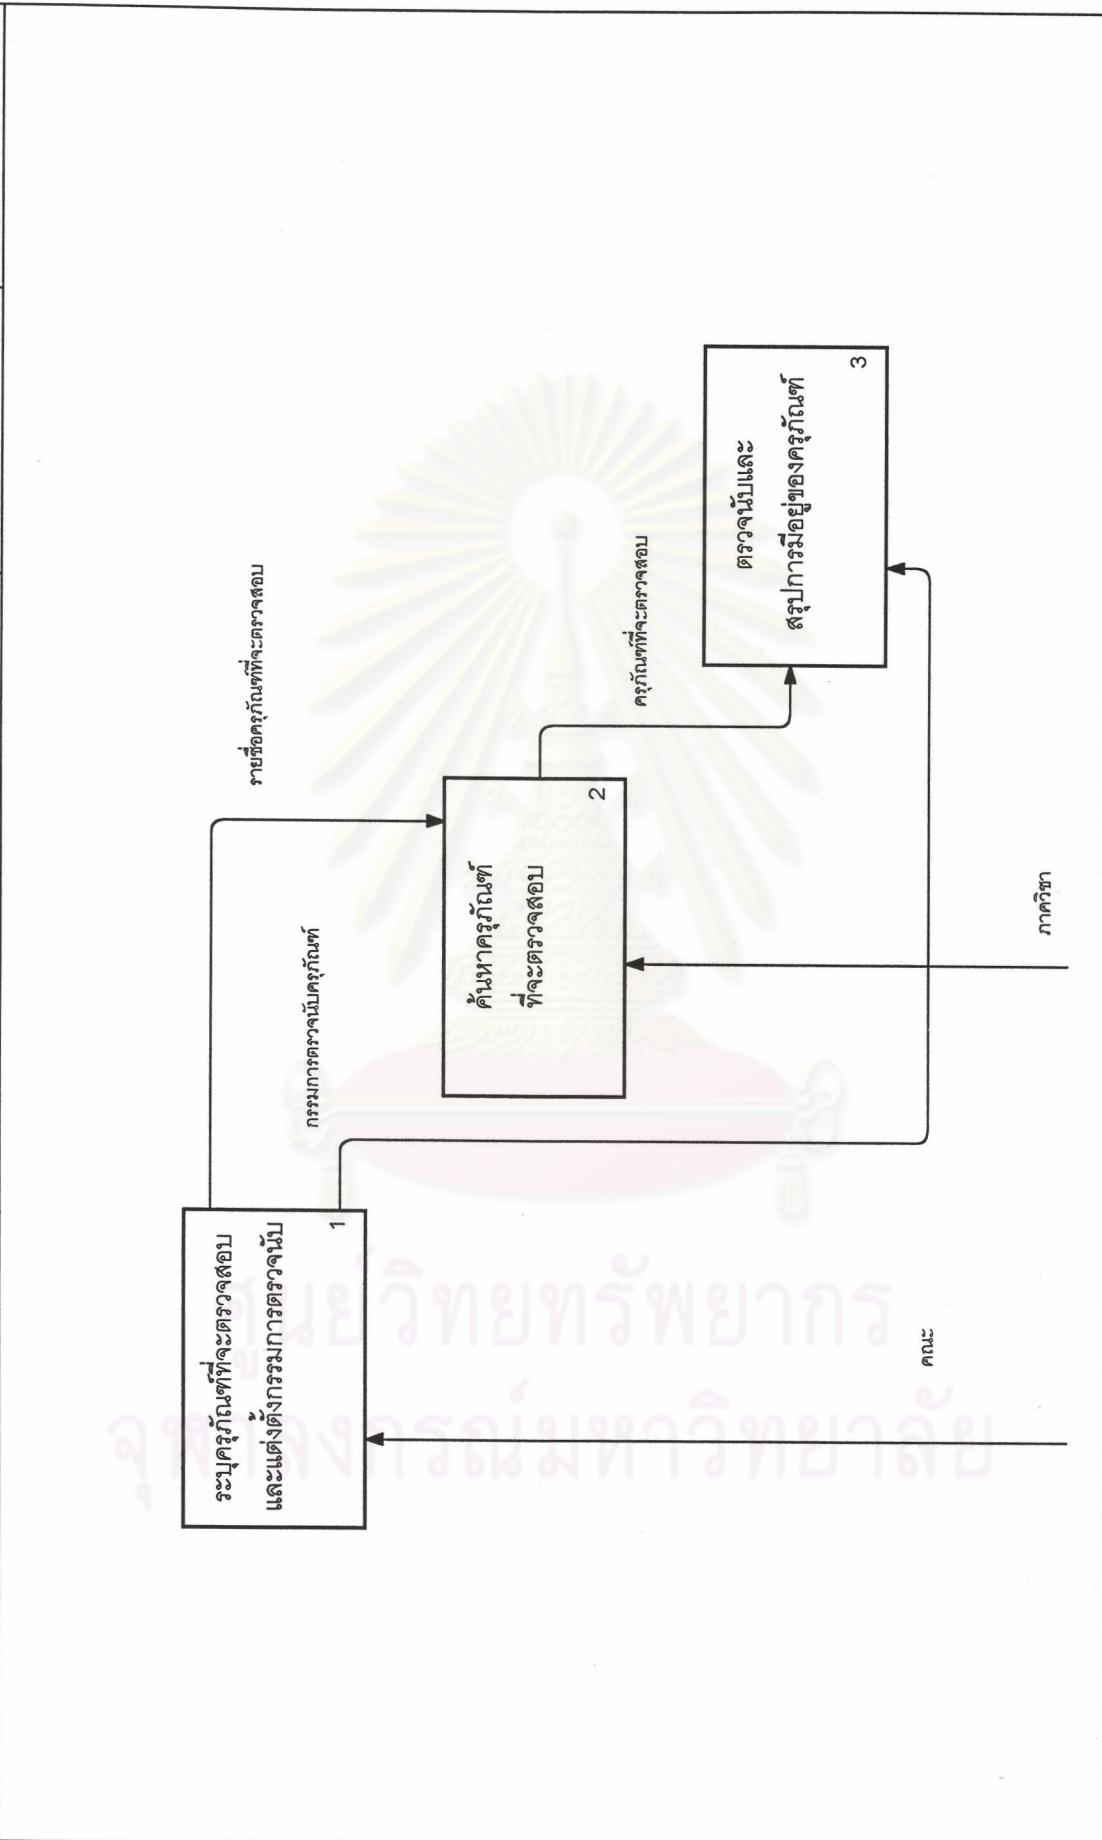 ระบุครุภัณฑ์ที่จะตรวจสอบ
และแต่งตั้งกรรมการตรวจนับ
1
รายชื่อครุภัณฑ์ที่จะตรวจสอบ
กรรมการตรวจนับครุภัณฑ์
ค้นหาครุภัณฑ์
ที่จะตรวจสอบ
2
ครุภัณฑ์ที่จะตรวจสอบ
ตรวจนับและ
สรุปการมีอยู่ของครุภัณฑ์
3
คณะ
ภาควิชา
ศูนย์วิทยทรัพยากร
จุฬาลงกรณ์มหาวิทยาลัย